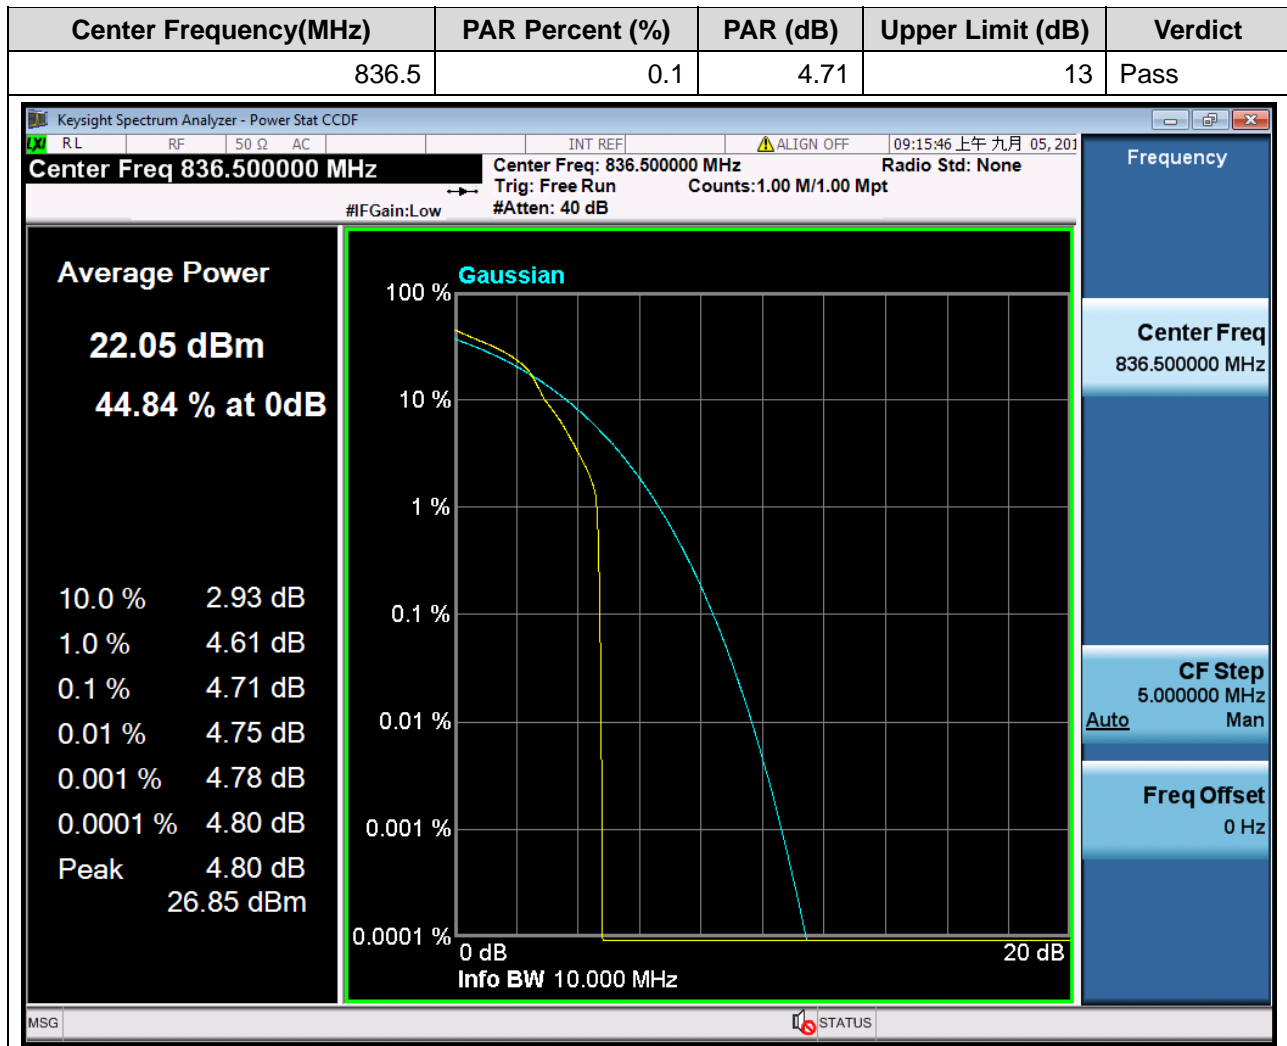 Center Frequency(MHz) PAR Percent (%) PAR (dB) Upper Limit (dB) Verdict
836.5 0.1 4.71 13 Pass
Keysight Spectrum Analyzer - Power Stat CCDF
LXI RL RF 50 Ω AC INT REF ALIGN OFF 09:15:46 上午 九月 05, 201
Center Freq 836.500000 MHz
Center Freq: 836.500000 MHz Radio Std: None
Trig: Free Run Counts:1.00 M/1.00 Mpt
#IFGain:Low #Atten: 40 dB
Average Power
22.05 dBm
44.84 % at 0dB
10.0 % 2.93 dB
1.0 % 4.61 dB
0.1 % 4.71 dB
0.01 % 4.75 dB
0.001 % 4.78 dB
0.0001 % 4.80 dB
Peak 4.80 dB
26.85 dBm
Gaussian
100 %
10 %
1 %
0.1 %
0.01 %
0.001 %
0.0001 %
0 dB 20 dB
Info BW 10.000 MHz
Frequency
Center Freq
836.500000 MHz
CF Step
5.000000 MHz
Auto Man
Freq Offset
0 Hz
MSG STATUS